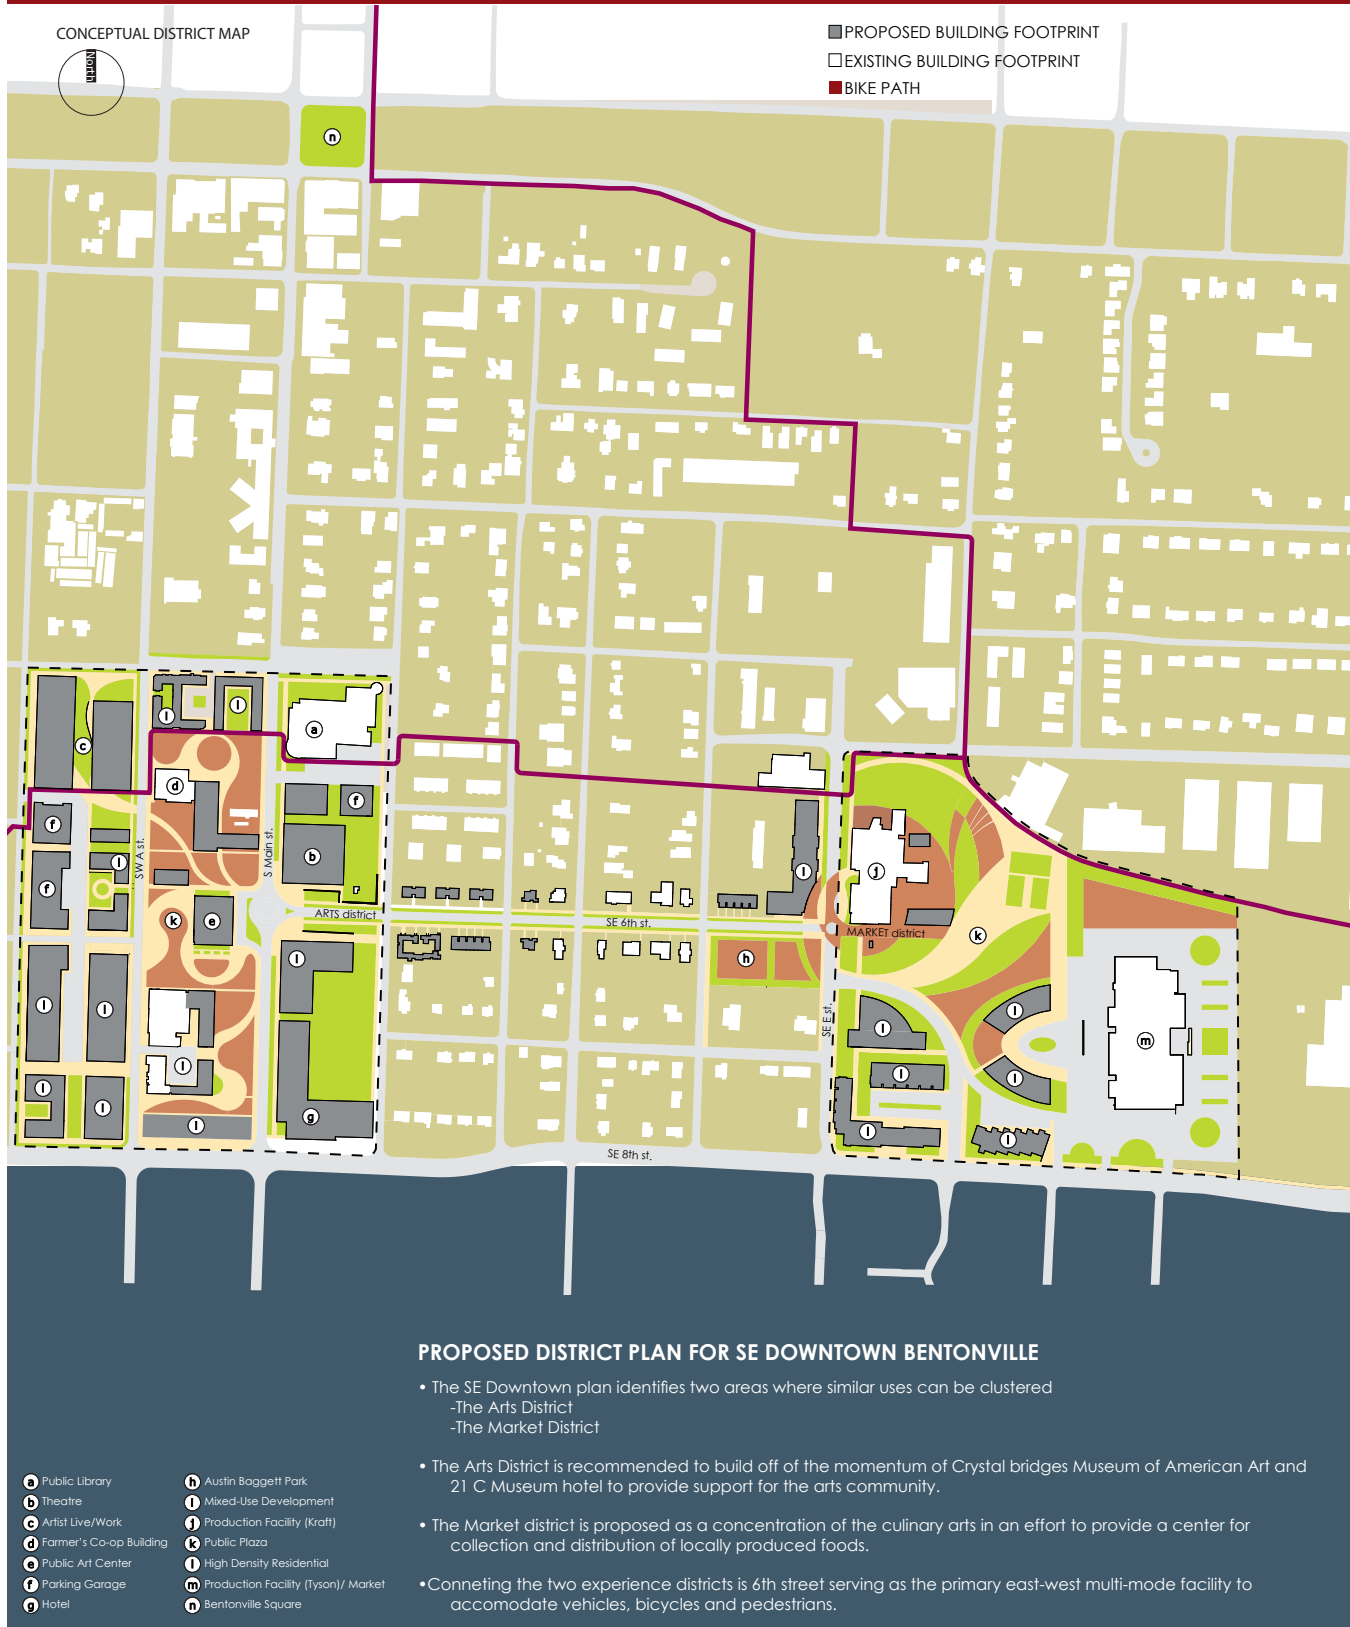 CONCEPTUAL DISTRICT MAP
North
PROPOSED BUILDING FOOTPRINT
EXISTING BUILDING FOOTPRINT
BIKE PATH
n
l
l
a
c
d
f
f
b
l
f
S W A st.
S Main st.
l
j
k
e
ARTS district
SE 6th st.
MARKET district
k
h
l
l
l
l
l
SE E st.
l
m
l
l
l
l
l
g
l
l
l
SE 8th st.
PROPOSED DISTRICT PLAN FOR SE DOWNTOWN BENTONVILLE
• The SE Downtown plan identifies two areas where similar uses can be clustered
-The Arts District
-The Market District
• The Arts District is recommended to build off of the momentum of Crystal bridges Museum of American Art and
21 C Museum hotel to provide support for the arts community.
• The Market district is proposed as a concentration of the culinary arts in an effort to provide a center for
collection and distribution of locally produced foods.
•Conneting the two experience districts is 6th street serving as the primary east-west multi-mode facility to
accomodate vehicles, bicycles and pedestrians.
a Public Library
b Theatre
c Artist Live/Work
d Farmer's Co-op Building
e Public Art Center
f Parking Garage
g Hotel
h Austin Baggett Park
l Mixed-Use Development
j Production Facility (Kraft)
k Public Plaza
l High Density Residential
m Production Facility (Tyson)/ Market
n Bentonville Square